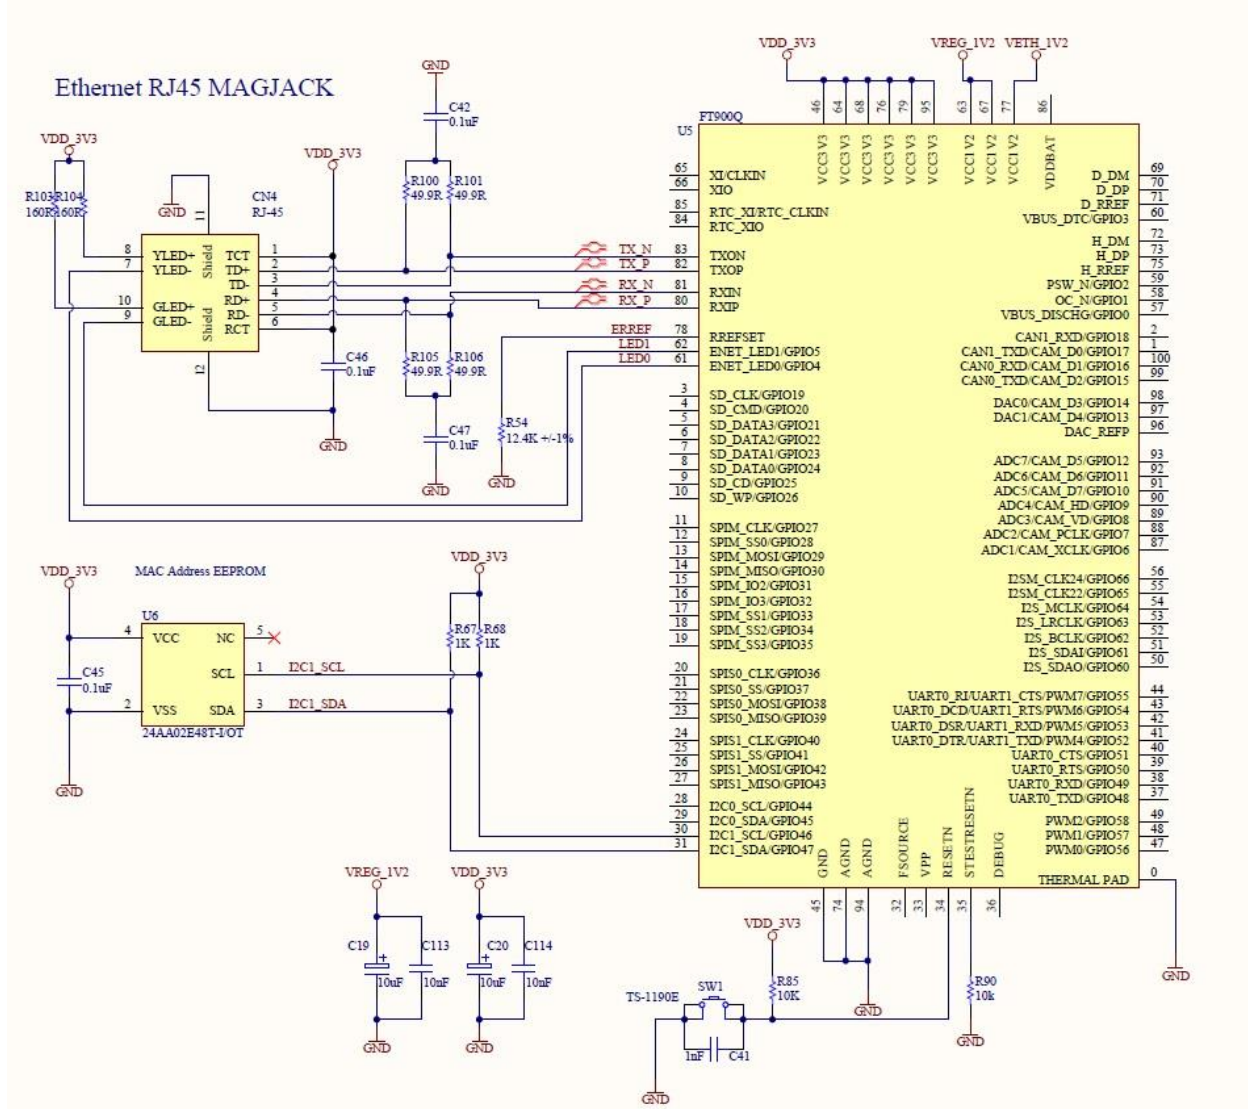 Ethernet RJ45 MAGJACK
GND
C42
0.1uF
VDD_3V3
VREG_1V2
VETH_1V2
46
64
68
76
79
95
63
67
77
86
FT900Q
U5
VCC3V3
VCC3V3
VCC3V3
VCC3V3
VCC3V3
VCC3V3
VCC1V2
VCC1V2
VCC1V2
VDDBAT
VDD_3V3
R103
160R
R104
160R
GND
11
CN4
RJ-45
VDD_3V3
R100
49.9R
R101
49.9R
8 YLED+
7 YLED-
10 GLED+
9 GLED-
Shield
Shield
TCT 1
TD+ 2
TD- 3
RD+ 4
RD- 5
RCT 6
12
C46
0.1uF
GND
R105
49.9R
R106
49.9R
C47
0.1uF
GND
R54
12.4K +/-1%
GND
TX_N
TX_P
RX_N
RX_P
ERREF
LED1
LED0
65 XI/CLKIN
66 XIO
85 RTC_XI/RTC_CLKIN
84 RTC_XIO
83 TXON
82 TXOP
81 RXIN
80 RXIP
78 RREFSET
62 ENET_LED1/GPIO5
61 ENET_LED0/GPIO4
3 SD_CLK/GPIO19
4 SD_CMD/GPIO20
5 SD_DATA3/GPIO21
6 SD_DATA2/GPIO22
7 SD_DATA1/GPIO23
8 SD_DATA0/GPIO24
9 SD_CD/GPIO25
10 SD_WP/GPIO26
11 SPIM_CLK/GPIO27
12 SPIM_SS0/GPIO28
13 SPIM_MOSI/GPIO29
14 SPIM_MISO/GPIO30
15 SPIM_IO2/GPIO31
16 SPIM_IO3/GPIO32
17 SPIM_SS1/GPIO33
18 SPIM_SS2/GPIO34
19 SPIM_SS3/GPIO35
20 SPIS0_CLK/GPIO36
21 SPIS0_SS/GPIO37
22 SPIS0_MOSI/GPIO38
23 SPIS0_MISO/GPIO39
24 SPIS1_CLK/GPIO40
25 SPIS1_SS/GPIO41
26 SPIS1_MOSI/GPIO42
27 SPIS1_MISO/GPIO43
28 I2C0_SCL/GPIO44
29 I2C0_SDA/GPIO45
30 I2C1_SCL/GPIO46
31 I2C1_SDA/GPIO47
D_DM 69
D_DP 70
D_RREF 71
VBUS_DTC/GPIO3 60
H_DM 72
H_DP 73
H_RREF 75
PSW_N/GPIO2 59
OC_N/GPIO1 58
VBUS_DISCHG/GPIO0 57
CAN1_RXD/GPIO18 2
CAN1_TXD/CAM_D0/GPIO17 1
CAN0_RXD/CAM_D1/GPIO16 100
CAN0_TXD/CAM_D2/GPIO15 99
DAC0/CAM_D3/GPIO14 98
DAC1/CAM_D4/GPIO13 97
DAC_REFP 96
ADC7/CAM_D5/GPIO12 93
ADC6/CAM_D6/GPIO11 92
ADC5/CAM_D7/GPIO10 91
ADC4/CAM_HD/GPIO9 90
ADC3/CAM_VD/GPIO8 89
ADC2/CAM_PCLK/GPIO7 88
ADC1/CAM_XCLK/GPIO6 87
I2SM_CLK24/GPIO66 56
I2SM_CLK22/GPIO65 55
I2S_MCLK/GPIO64 54
I2S_LRCLK/GPIO63 53
I2S_BCLK/GPIO62 52
I2S_SDAI/GPIO61 51
I2S_SDAO/GPIO60 50
UART0_RI/UART1_CTS/PWM7/GPIO55 44
UART0_DCD/UART1_RTS/PWM6/GPIO54 43
UART0_DSR/UART1_RXD/PWM5/GPIO53 42
UART0_DTR/UART1_TXD/PWM4/GPIO52 41
UART0_CTS/GPIO51 40
UART0_RTS/GPIO50 39
UART0_RXD/GPIO49 38
UART0_TXD/GPIO48 37
PWM2/GPIO58 49
PWM1/GPIO57 48
PWM0/GPIO56 47
THERMAL PAD 0
GND
GND
AGND
AGND
FSOURCE
VPP
RESETN
STESTRESETN
DEBUG
45
74
94
32
33
34
35
36
VDD_3V3
MAC Address EEPROM
VDD_3V3
U6
4 VCC
2 VSS
NC 5
SCL 1
SDA 3
I2C1_SCL
I2C1_SDA
24AA02E48T-I/OT
C45
0.1uF
GND
R67
1K
R68
1K
VREG_1V2
VDD_3V3
C19
10uF
C113
10nF
C20
10uF
C114
10nF
GND
GND
VDD_3V3
R85
10K
TS-1190E
SW1
1nF
C41
GND
GND
R90
10k
GND